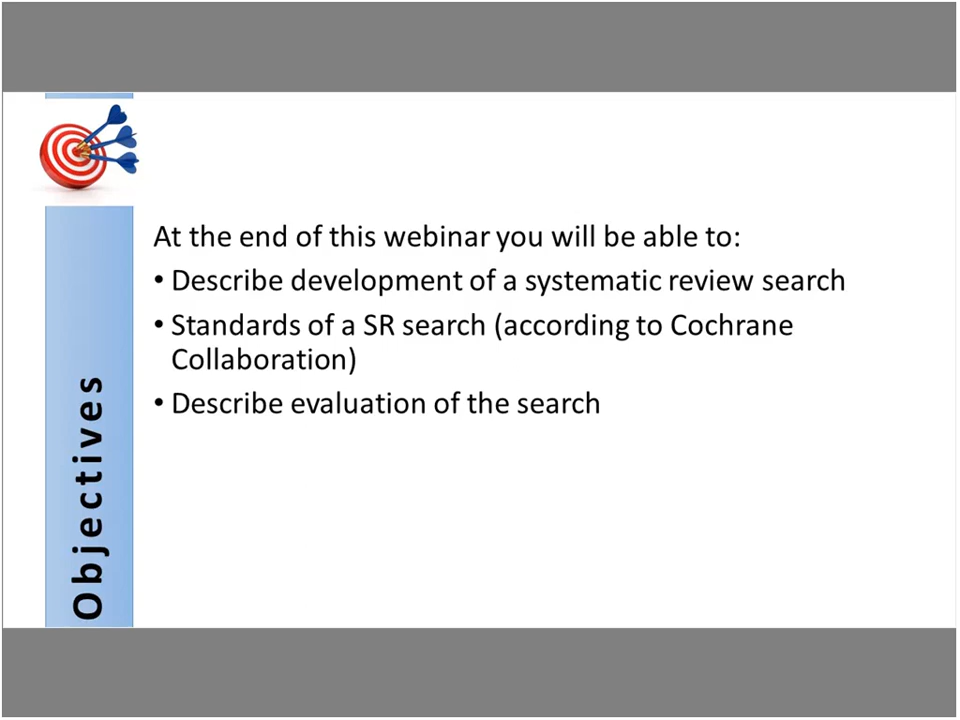 At the end of this webinar you will be able to:
• Describe development of a systematic review search
• Standards of a SR search (according to Cochrane
Collaboration)
• Describe evaluation of the search
Objectives